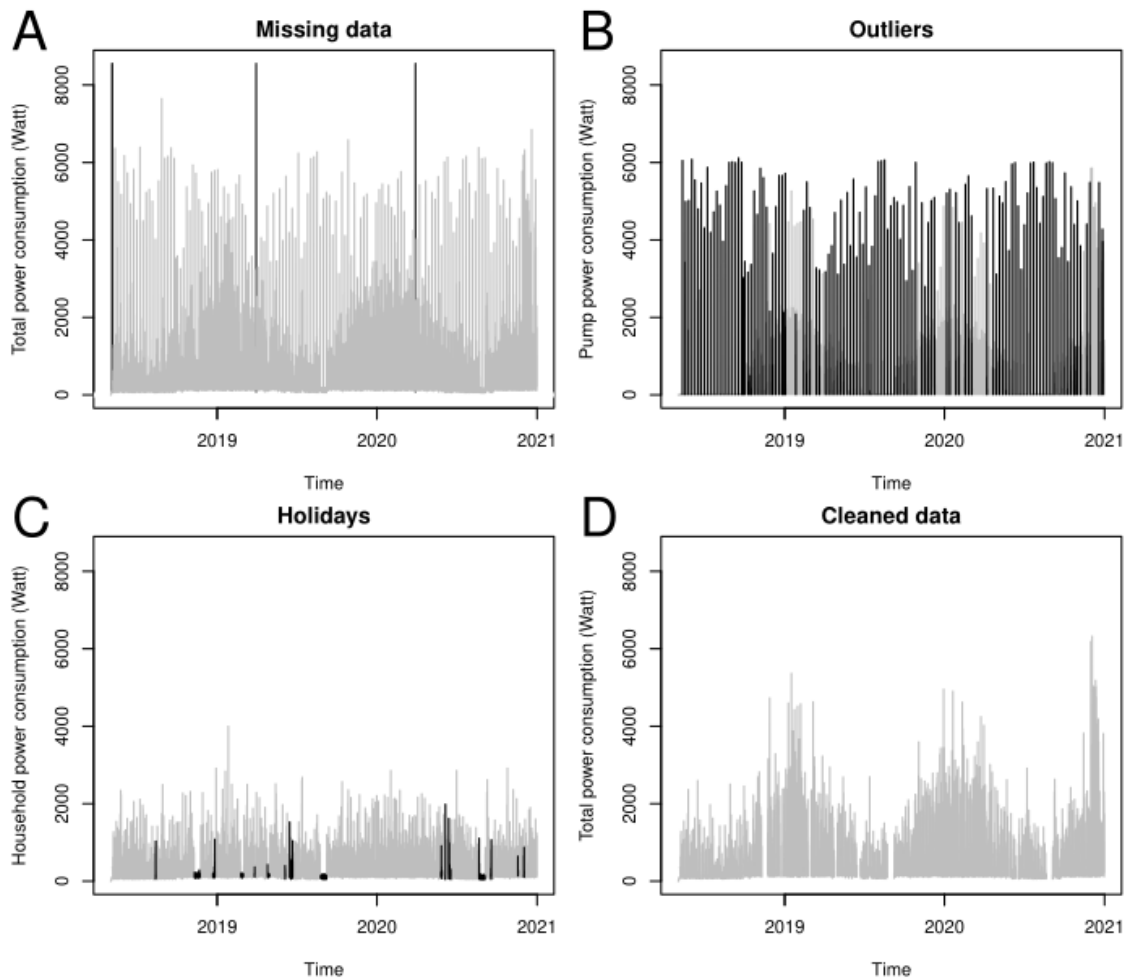 A
Missing data
Total power consumption (Watt)
8000
6000
4000
2000
0
2019
2020
2021
Time
B
Outliers
Pump power consumption (Watt)
8000
6000
4000
2000
0
2019
2020
2021
Time
C
Holidays
Household power consumption (Watt)
8000
6000
4000
2000
0
2019
2020
2021
Time
D
Cleaned data
Total power consumption (Watt)
8000
6000
4000
2000
0
2019
2020
2021
Time